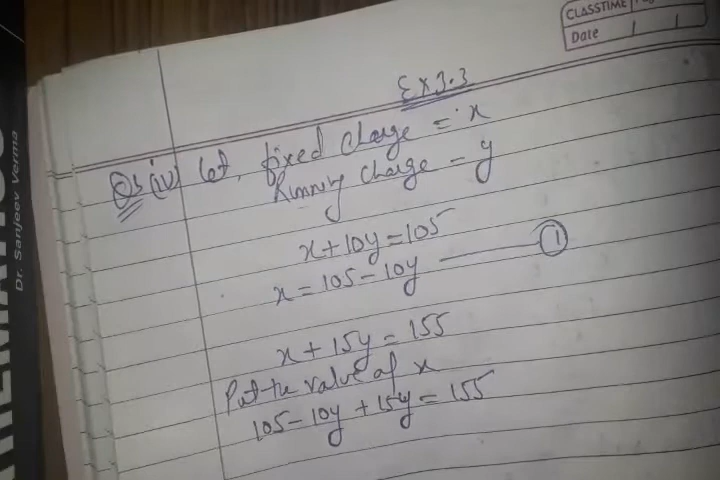 CLASSTIME
Date
Ex 3.3
Q3 (iv) let, fixed charge = x
Running charge = y
x + 10y = 105
x = 105 - 10y ——— ①
x + 15y = 155
Put the value of x
105 - 10y + 15y = 155
Dr. Sanjeev Verma